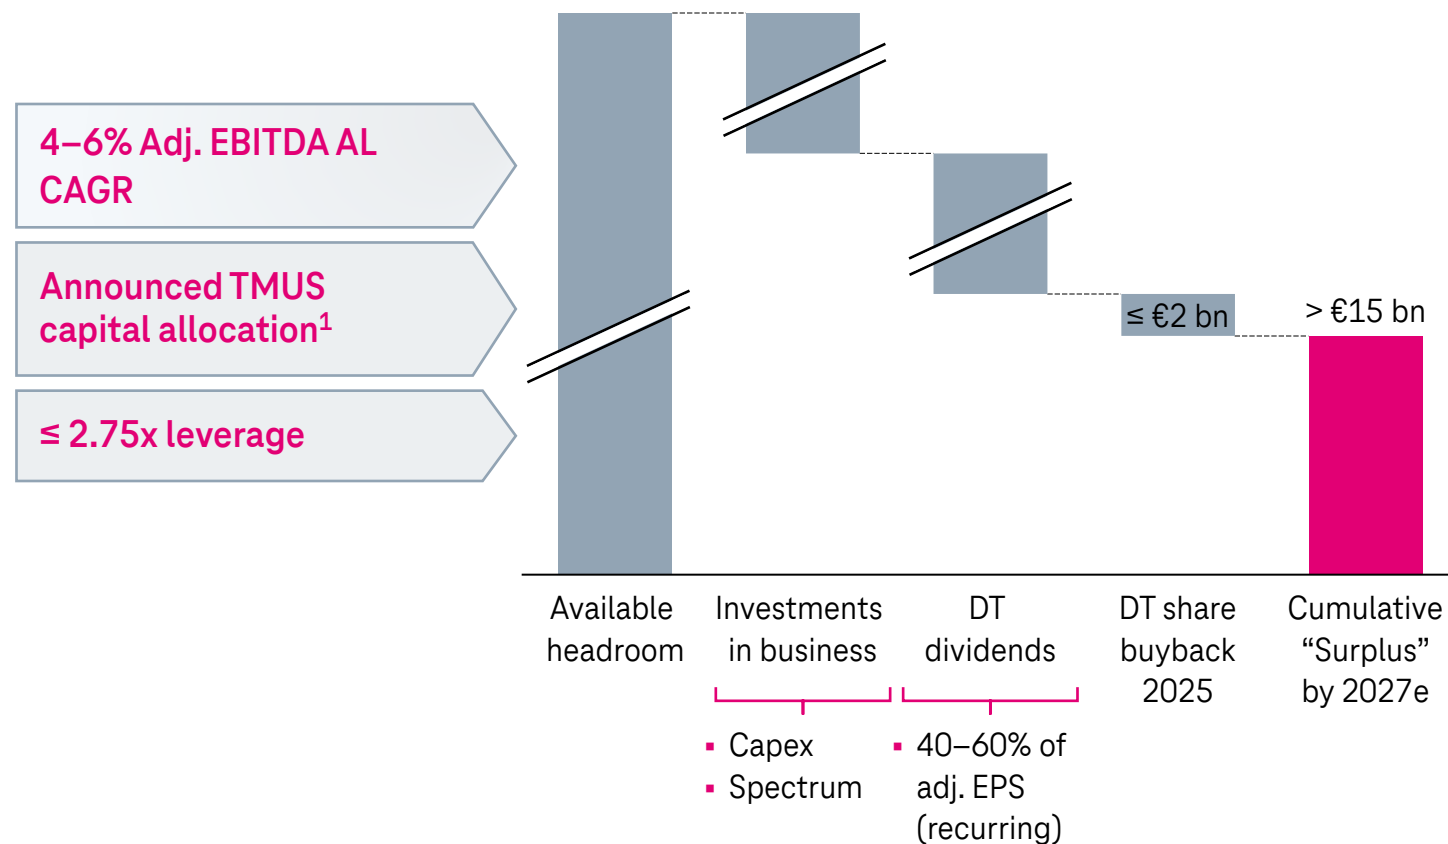 4–6% Adj. EBITDA AL
CAGR
Announced TMUS
capital allocation¹
≤ 2.75x leverage
≤ €2 bn
> €15 bn
Available
headroom
Investments
in business
DT
dividends
DT share
buyback
2025
Cumulative
“Surplus”
by 2027e
▪ Capex
▪ Spectrum
▪ 40–60% of
adj. EPS
(recurring)